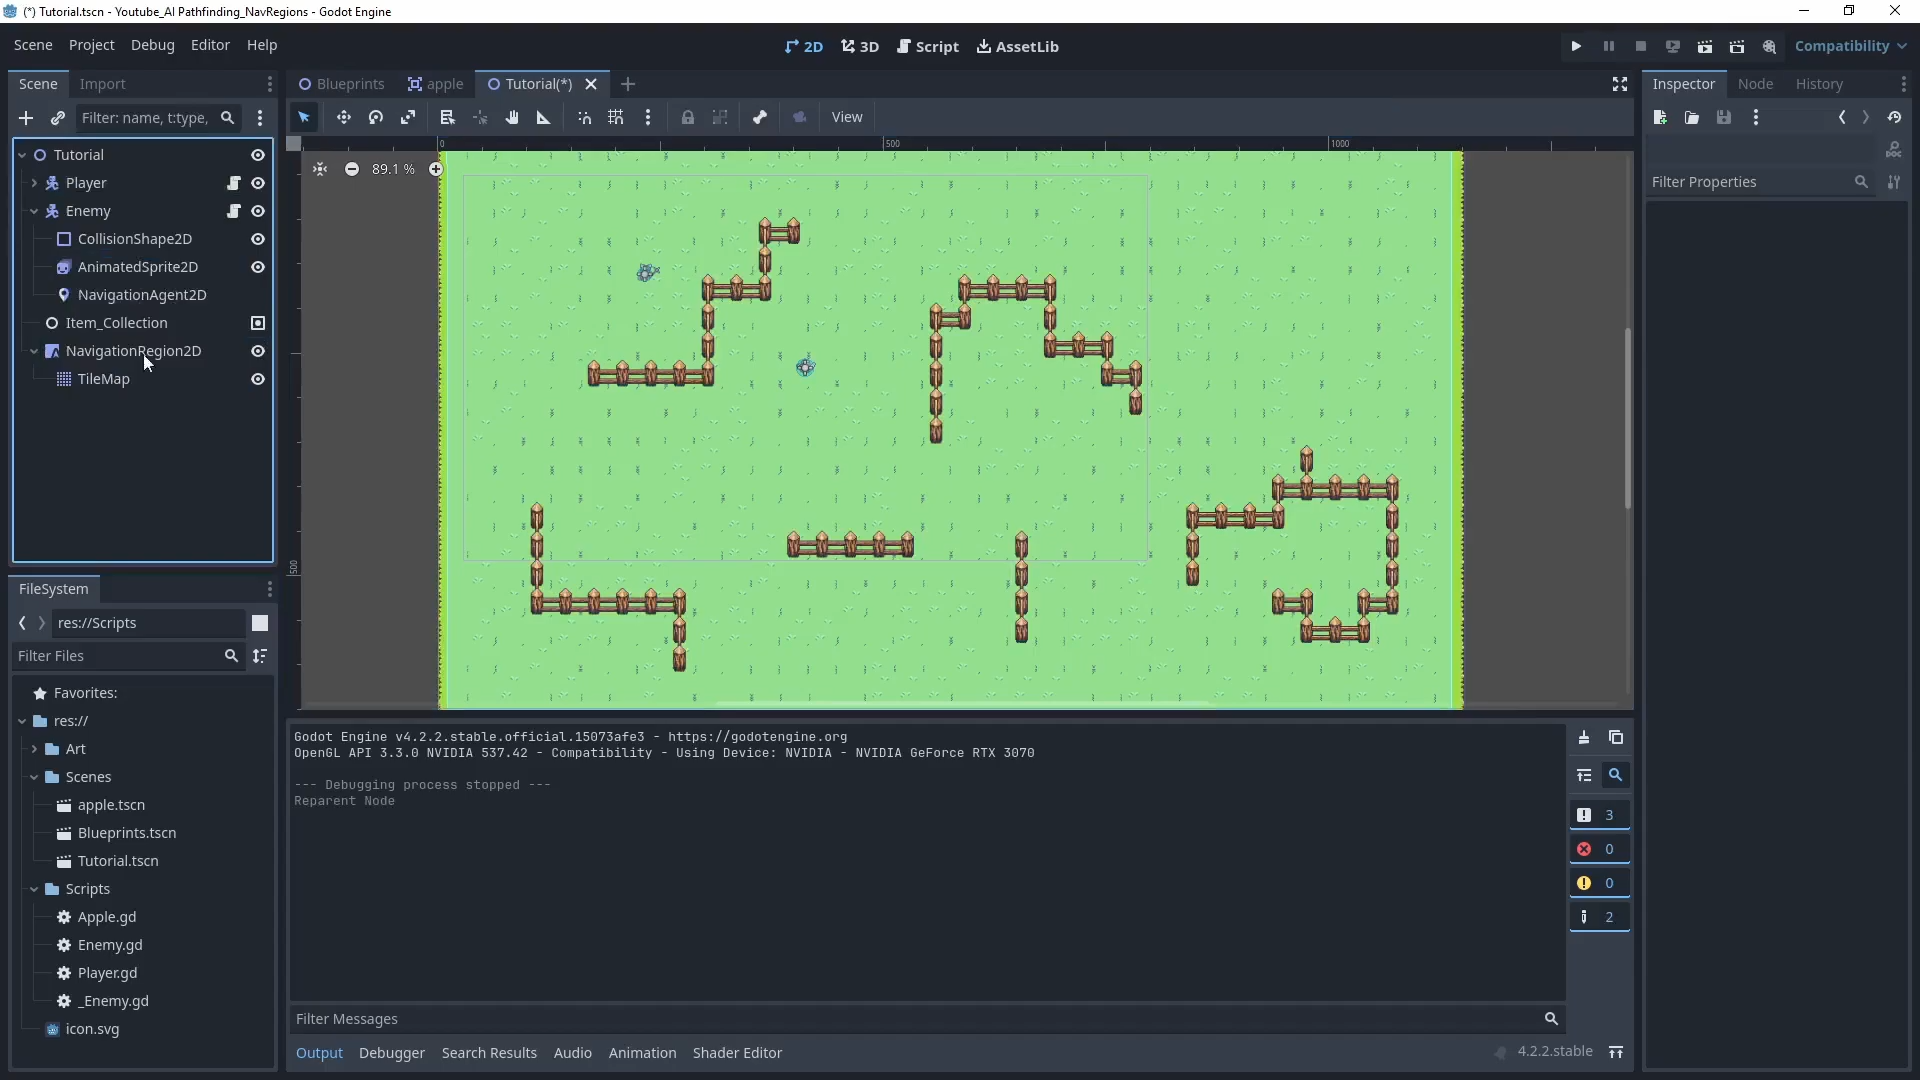 (*) Tutorial.tscn - Youtube_AI Pathfinding_NavRegions - Godot Engine
Scene Project Debug Editor Help
2D 3D Script AssetLib
Compatibility
Scene Import
Blueprints apple Tutorial(*)
Inspector Node History
Filter: name, t:type,
View
Filter Properties
0 500 1000
89.1 %
500
Tutorial
Player
Enemy
CollisionShape2D
AnimatedSprite2D
NavigationAgent2D
Item_Collection
NavigationRegion2D
TileMap
FileSystem
res://Scripts
Filter Files
Favorites:
res://
Art
Scenes
apple.tscn
Blueprints.tscn
Tutorial.tscn
Scripts
Apple.gd
Enemy.gd
Player.gd
_Enemy.gd
icon.svg
Godot Engine v4.2.2.stable.official.15073afe3 - https://godotengine.org
OpenGL API 3.3.0 NVIDIA 537.42 - Compatibility - Using Device: NVIDIA - NVIDIA GeForce RTX 3070
--- Debugging process stopped ---
Reparent Node
3
0
0
2
Filter Messages
Output Debugger Search Results Audio Animation Shader Editor
4.2.2.stable